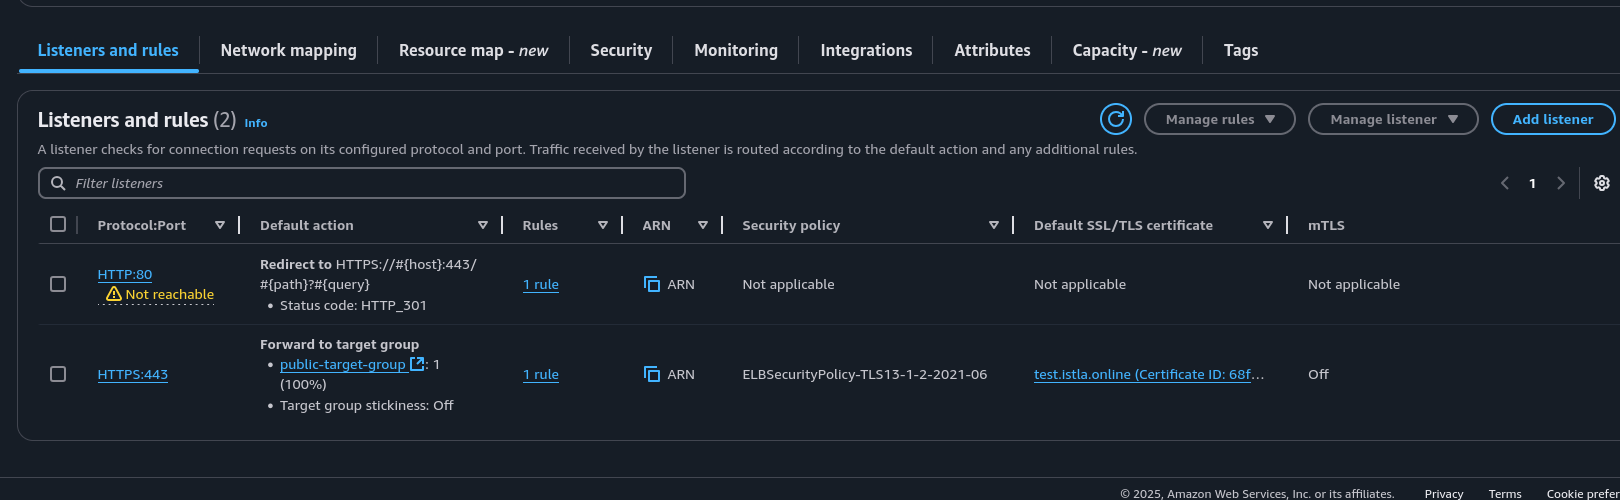 Listeners and rules Network mapping Resource map - new Security Monitoring Integrations Attributes Capacity - new Tags
Listeners and rules (2) Info
Manage rules Manage listener Add listener
A listener checks for connection requests on its configured protocol and port. Traffic received by the listener is routed according to the default action and any additional rules.
Filter listeners
1
Protocol:Port Default action Rules ARN Security policy Default SSL/TLS certificate mTLS
HTTP:80
Not reachable
Redirect to HTTPS://#{host}:443/
#{path}?#{query}
• Status code: HTTP_301
1 rule
ARN
Not applicable
Not applicable
Not applicable
HTTPS:443
Forward to target group
• public-target-group : 1
(100%)
• Target group stickiness: Off
1 rule
ARN
ELBSecurityPolicy-TLS13-1-2-2021-06
test.istla.online (Certificate ID: 68f...
Off
© 2025, Amazon Web Services, Inc. or its affiliates. Privacy Terms Cookie prefer